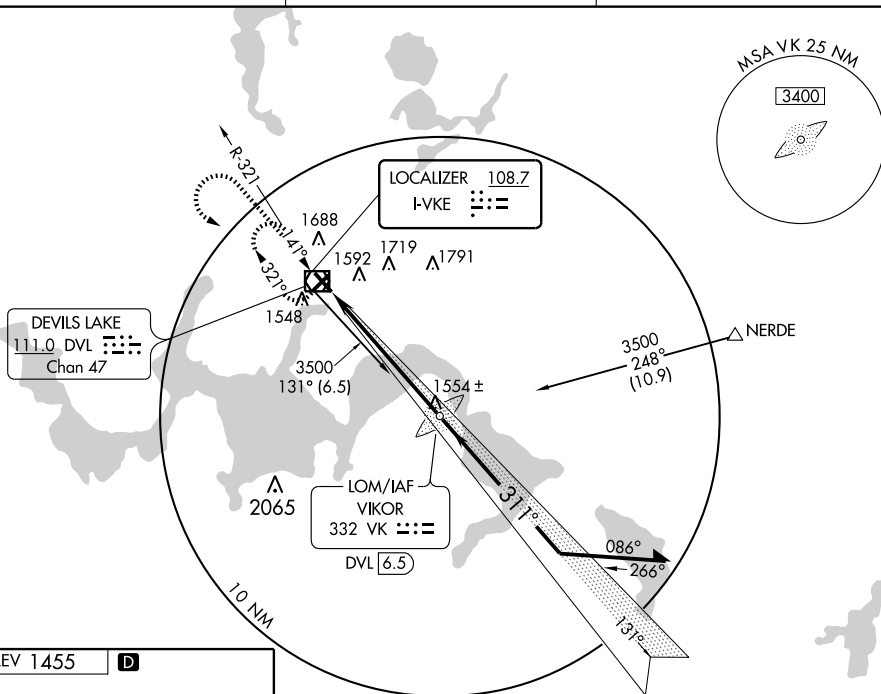 MSA VK 25 NM
3400
R-321
LOCALIZER 108.7
I-VKE
1688
141°
321°
1592
1719
1791
1548
DEVILS LAKE
111.0 DVL
Chan 47
3500
131° (6.5)
NERDE
3500
248°
(10.9)
1554 ±
2065
LOM/IAF
VIKOR
332 VK
DVL 6.5
311°
086°
266°
131°
10 NM
EV 1455 D